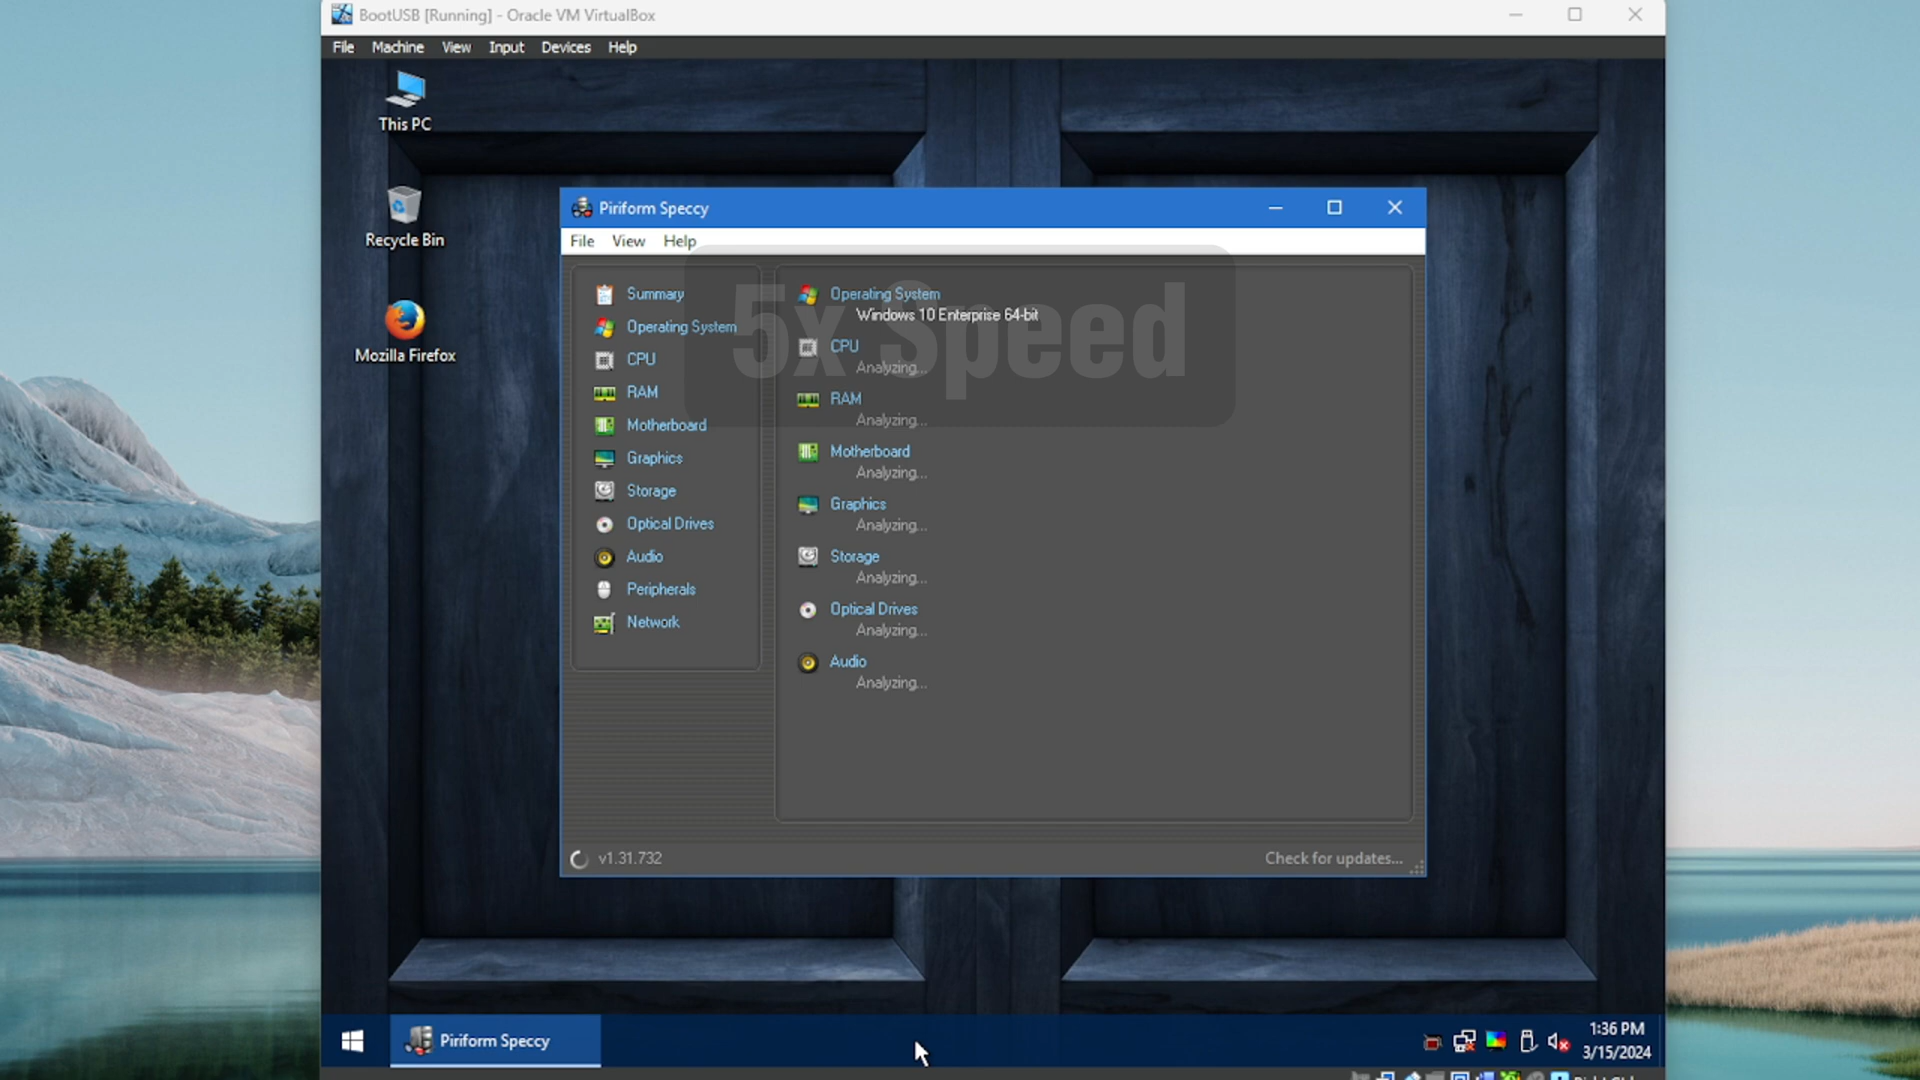 BootUSB [Running] - Oracle VM VirtualBox
File Machine View Input Devices Help
This PC
Recycle Bin
Mozilla Firefox
Piriform Speccy
File View Help
5x Speed
Summary
Operating System
CPU
RAM
Motherboard
Graphics
Storage
Optical Drives
Audio
Peripherals
Network
Operating System
Windows 10 Enterprise 64-bit
CPU
Analyzing...
RAM
Analyzing...
Motherboard
Analyzing...
Graphics
Analyzing...
Storage
Analyzing...
Optical Drives
Analyzing...
Audio
Analyzing...
v1.31.732
Check for updates...
Piriform Speccy
1:36 PM
3/15/2024